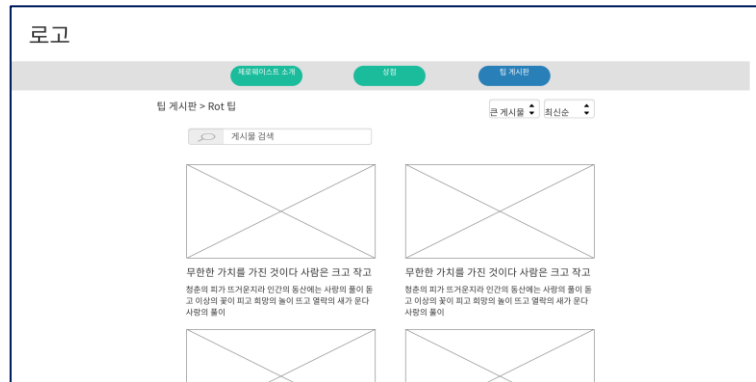 로고
제로웨이스트 소개
상점
팁 게시판
팁 게시판 > Rot 팁
큰 게시물
최신순
게시물 검색
무한한 가치를 가진 것이다 사람은 크고 작고
청춘의 피가 뜨거운지라 인간의 동산에는 사랑의 풀이 돋
고 이상의 꽃이 피고 희망의 놀이 뜨고 열락의 새가 운다
사랑의 풀이
무한한 가치를 가진 것이다 사람은 크고 작고
청춘의 피가 뜨거운지라 인간의 동산에는 사랑의 풀이 돋
고 이상의 꽃이 피고 희망의 놀이 뜨고 열락의 새가 운다
사랑의 풀이